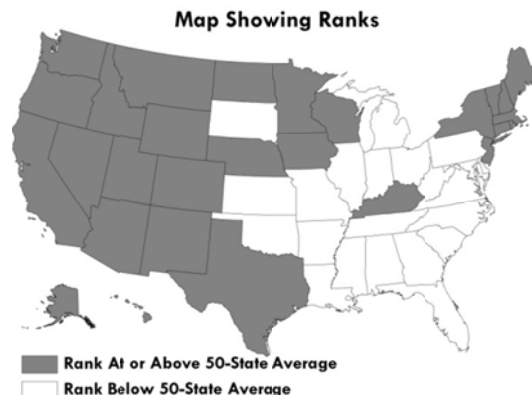 Map Showing Ranks
Rank At or Above 50-State Average
Rank Below 50-State Average